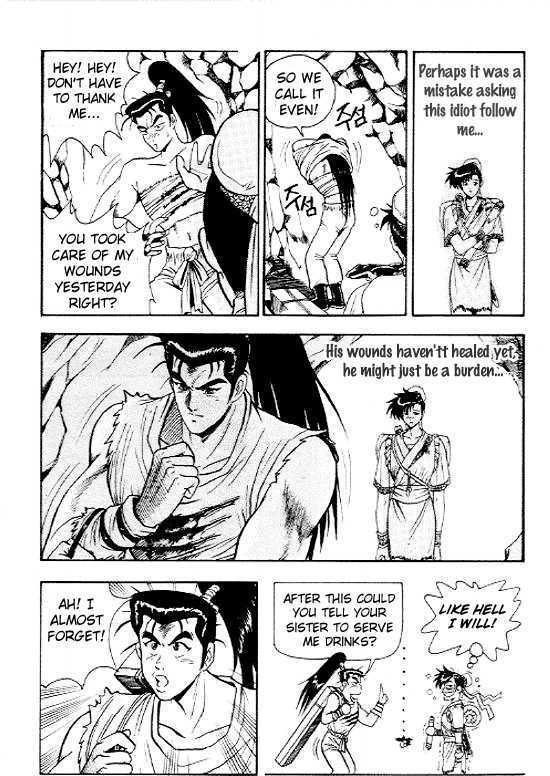 HEY! HEY!
DON'T HAVE
TO THANK
ME...
YOU TOOK
CARE OF MY
WOUNDS
YESTERDAY
RIGHT?
SO WE
CALL IT
EVEN!
주섬
주섬
Perhaps it was a
mistake asking
this idiot follow
me...
His wounds haven'tt healed yet,
he might just be a burden...
AH! I
ALMOST
FORGET!
AFTER THIS COULD
YOU TELL YOUR
SISTER TO SERVE
ME DRINKS?
LIKE HELL
I WILL!